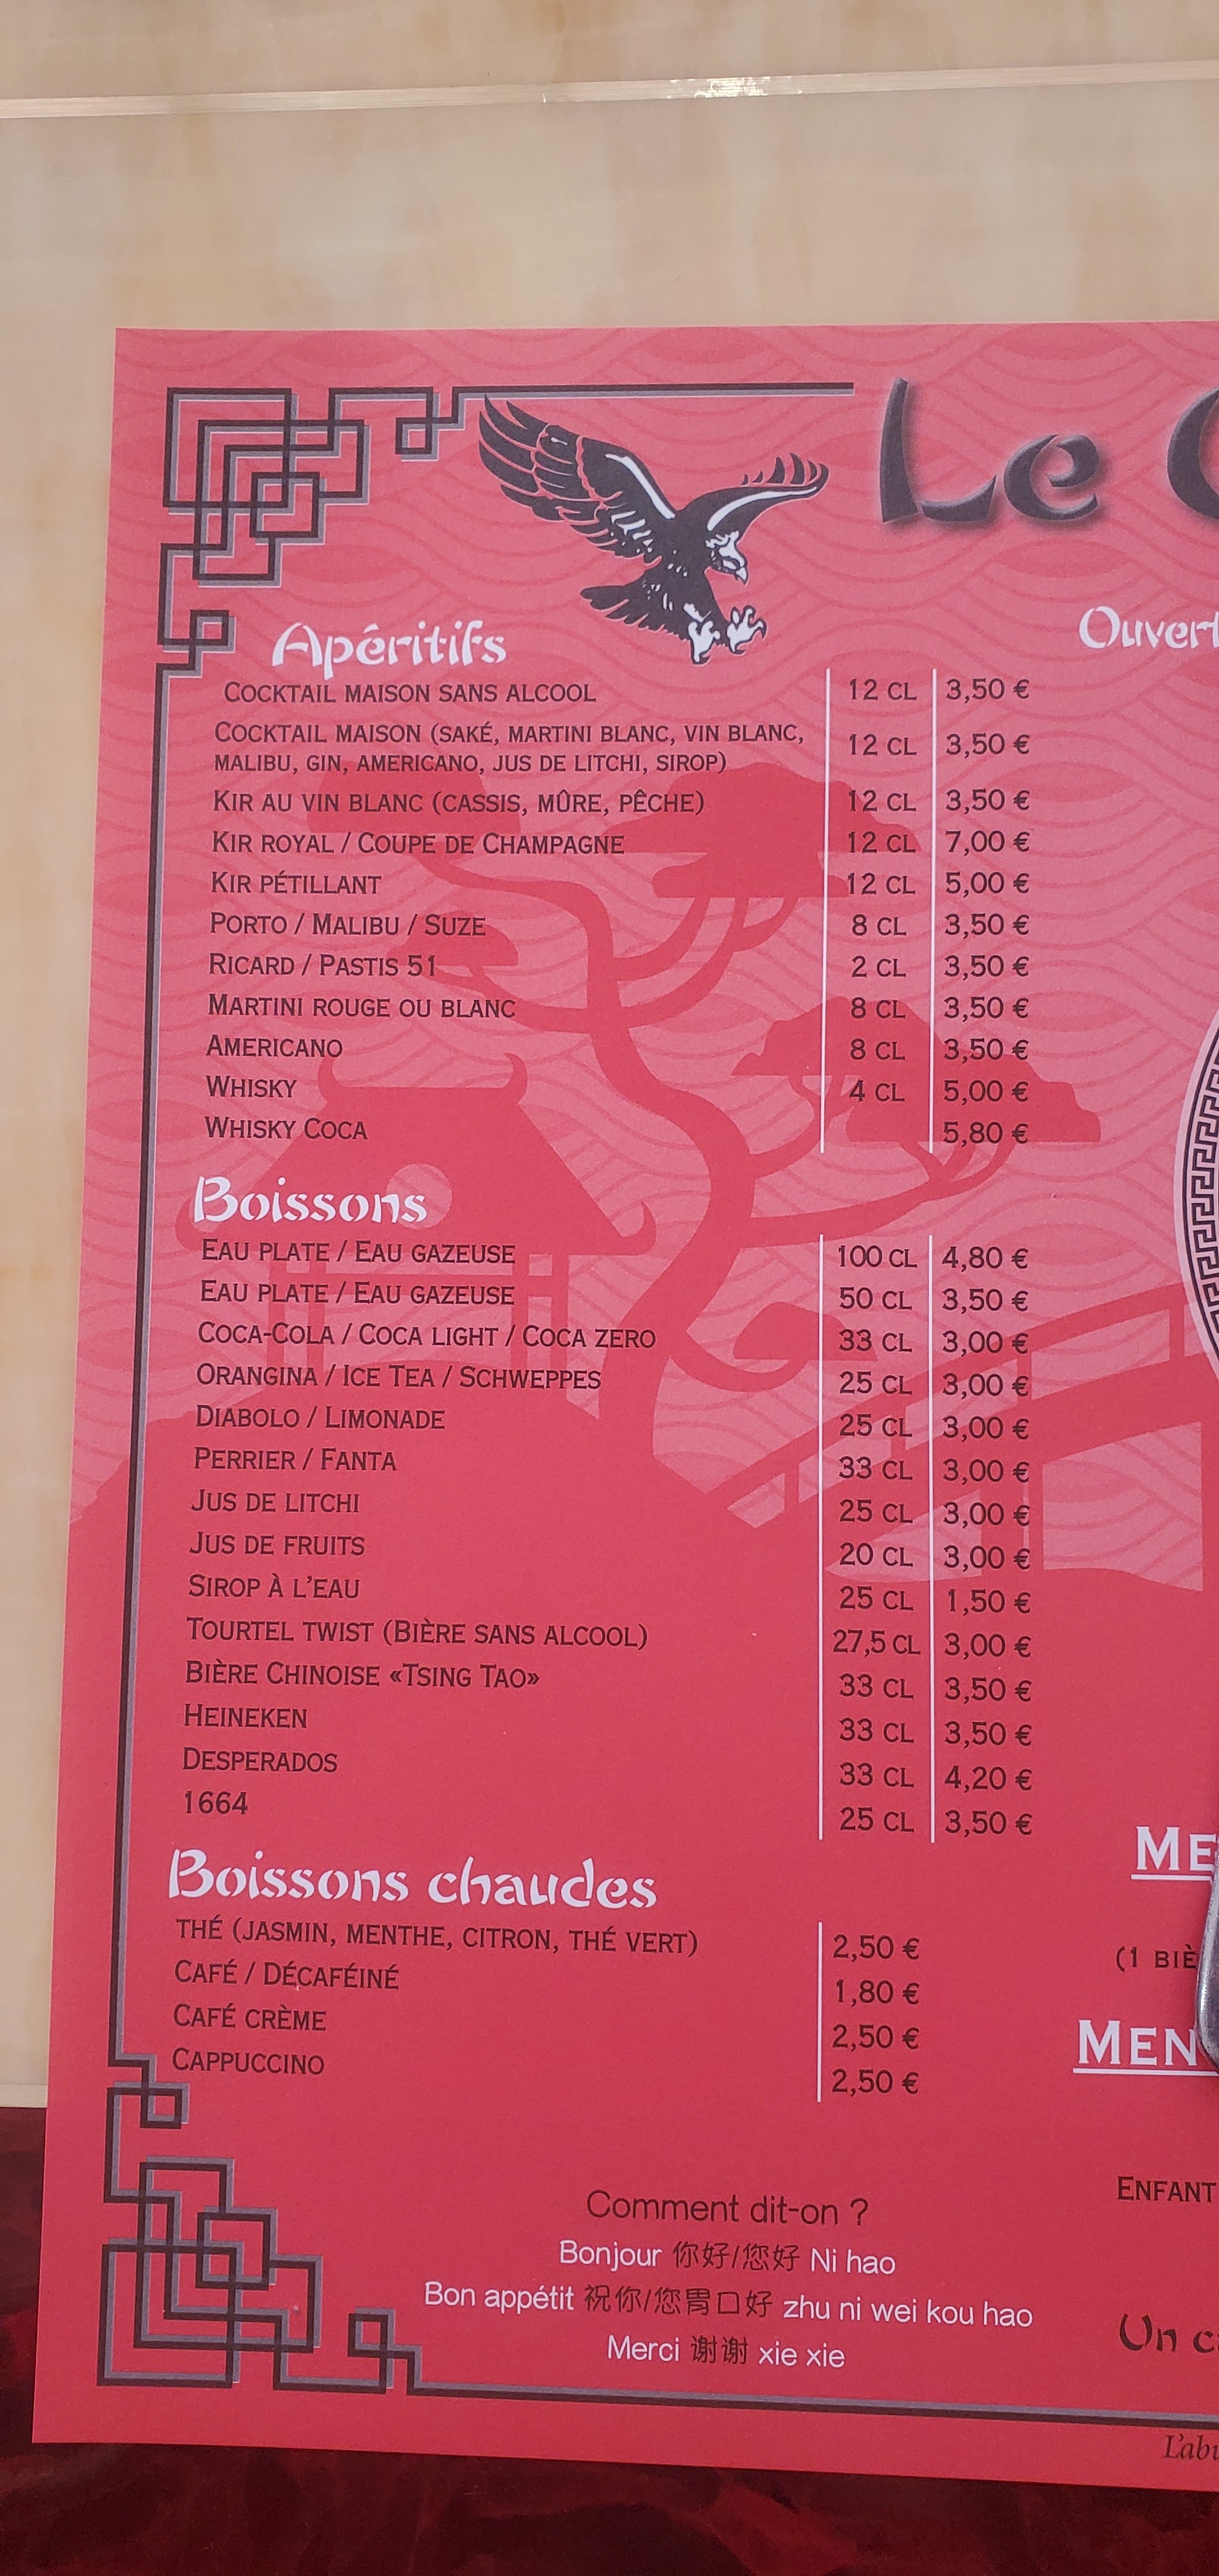 Le
Apéritifs
Cocktail maison sans alcool 12 cl 3,50 €
Cocktail maison (saké, martini blanc, vin blanc,
malibu, gin, americano, jus de litchi, sirop) 12 cl 3,50 €
Kir au vin blanc (cassis, mûre, pêche) 12 cl 3,50 €
Kir royal / Coupe de Champagne 12 cl 7,00 €
Kir pétillant 12 cl 5,00 €
Porto / Malibu / Suze 8 cl 3,50 €
Ricard / Pastis 51 2 cl 3,50 €
Martini rouge ou blanc 8 cl 3,50 €
Americano 8 cl 3,50 €
Whisky 4 cl 5,00 €
Whisky Coca 5,80 €
Boissons
Eau plate / Eau gazeuse 100 cl 4,80 €
Eau plate / Eau gazeuse 50 cl 3,50 €
Coca-Cola / Coca light / Coca zero 33 cl 3,00 €
Orangina / Ice Tea / Schweppes 25 cl 3,00 €
Diabolo / Limonade 25 cl 3,00 €
Perrier / Fanta 33 cl 3,00 €
Jus de litchi 25 cl 3,00 €
Jus de fruits 20 cl 3,00 €
Sirop à l'eau 25 cl 1,50 €
Tourtel twist (Bière sans alcool) 27,5 cl 3,00 €
Bière Chinoise «Tsing Tao» 33 cl 3,50 €
Heineken 33 cl 3,50 €
Desperados 33 cl 4,20 €
1664 25 cl 3,50 €
Boissons chaudes
thé (jasmin, menthe, citron, thé vert) 2,50 €
Café / Décaféiné 1,80 €
Café crème 2,50 €
Cappuccino 2,50 €
Comment dit-on ?
Bonjour 你好/您好 Ni hao
Bon appétit 祝你/您胃口好 zhu ni wei kou hao
Merci 谢谢 xie xie
Ouvert
(1
Enfant
Un